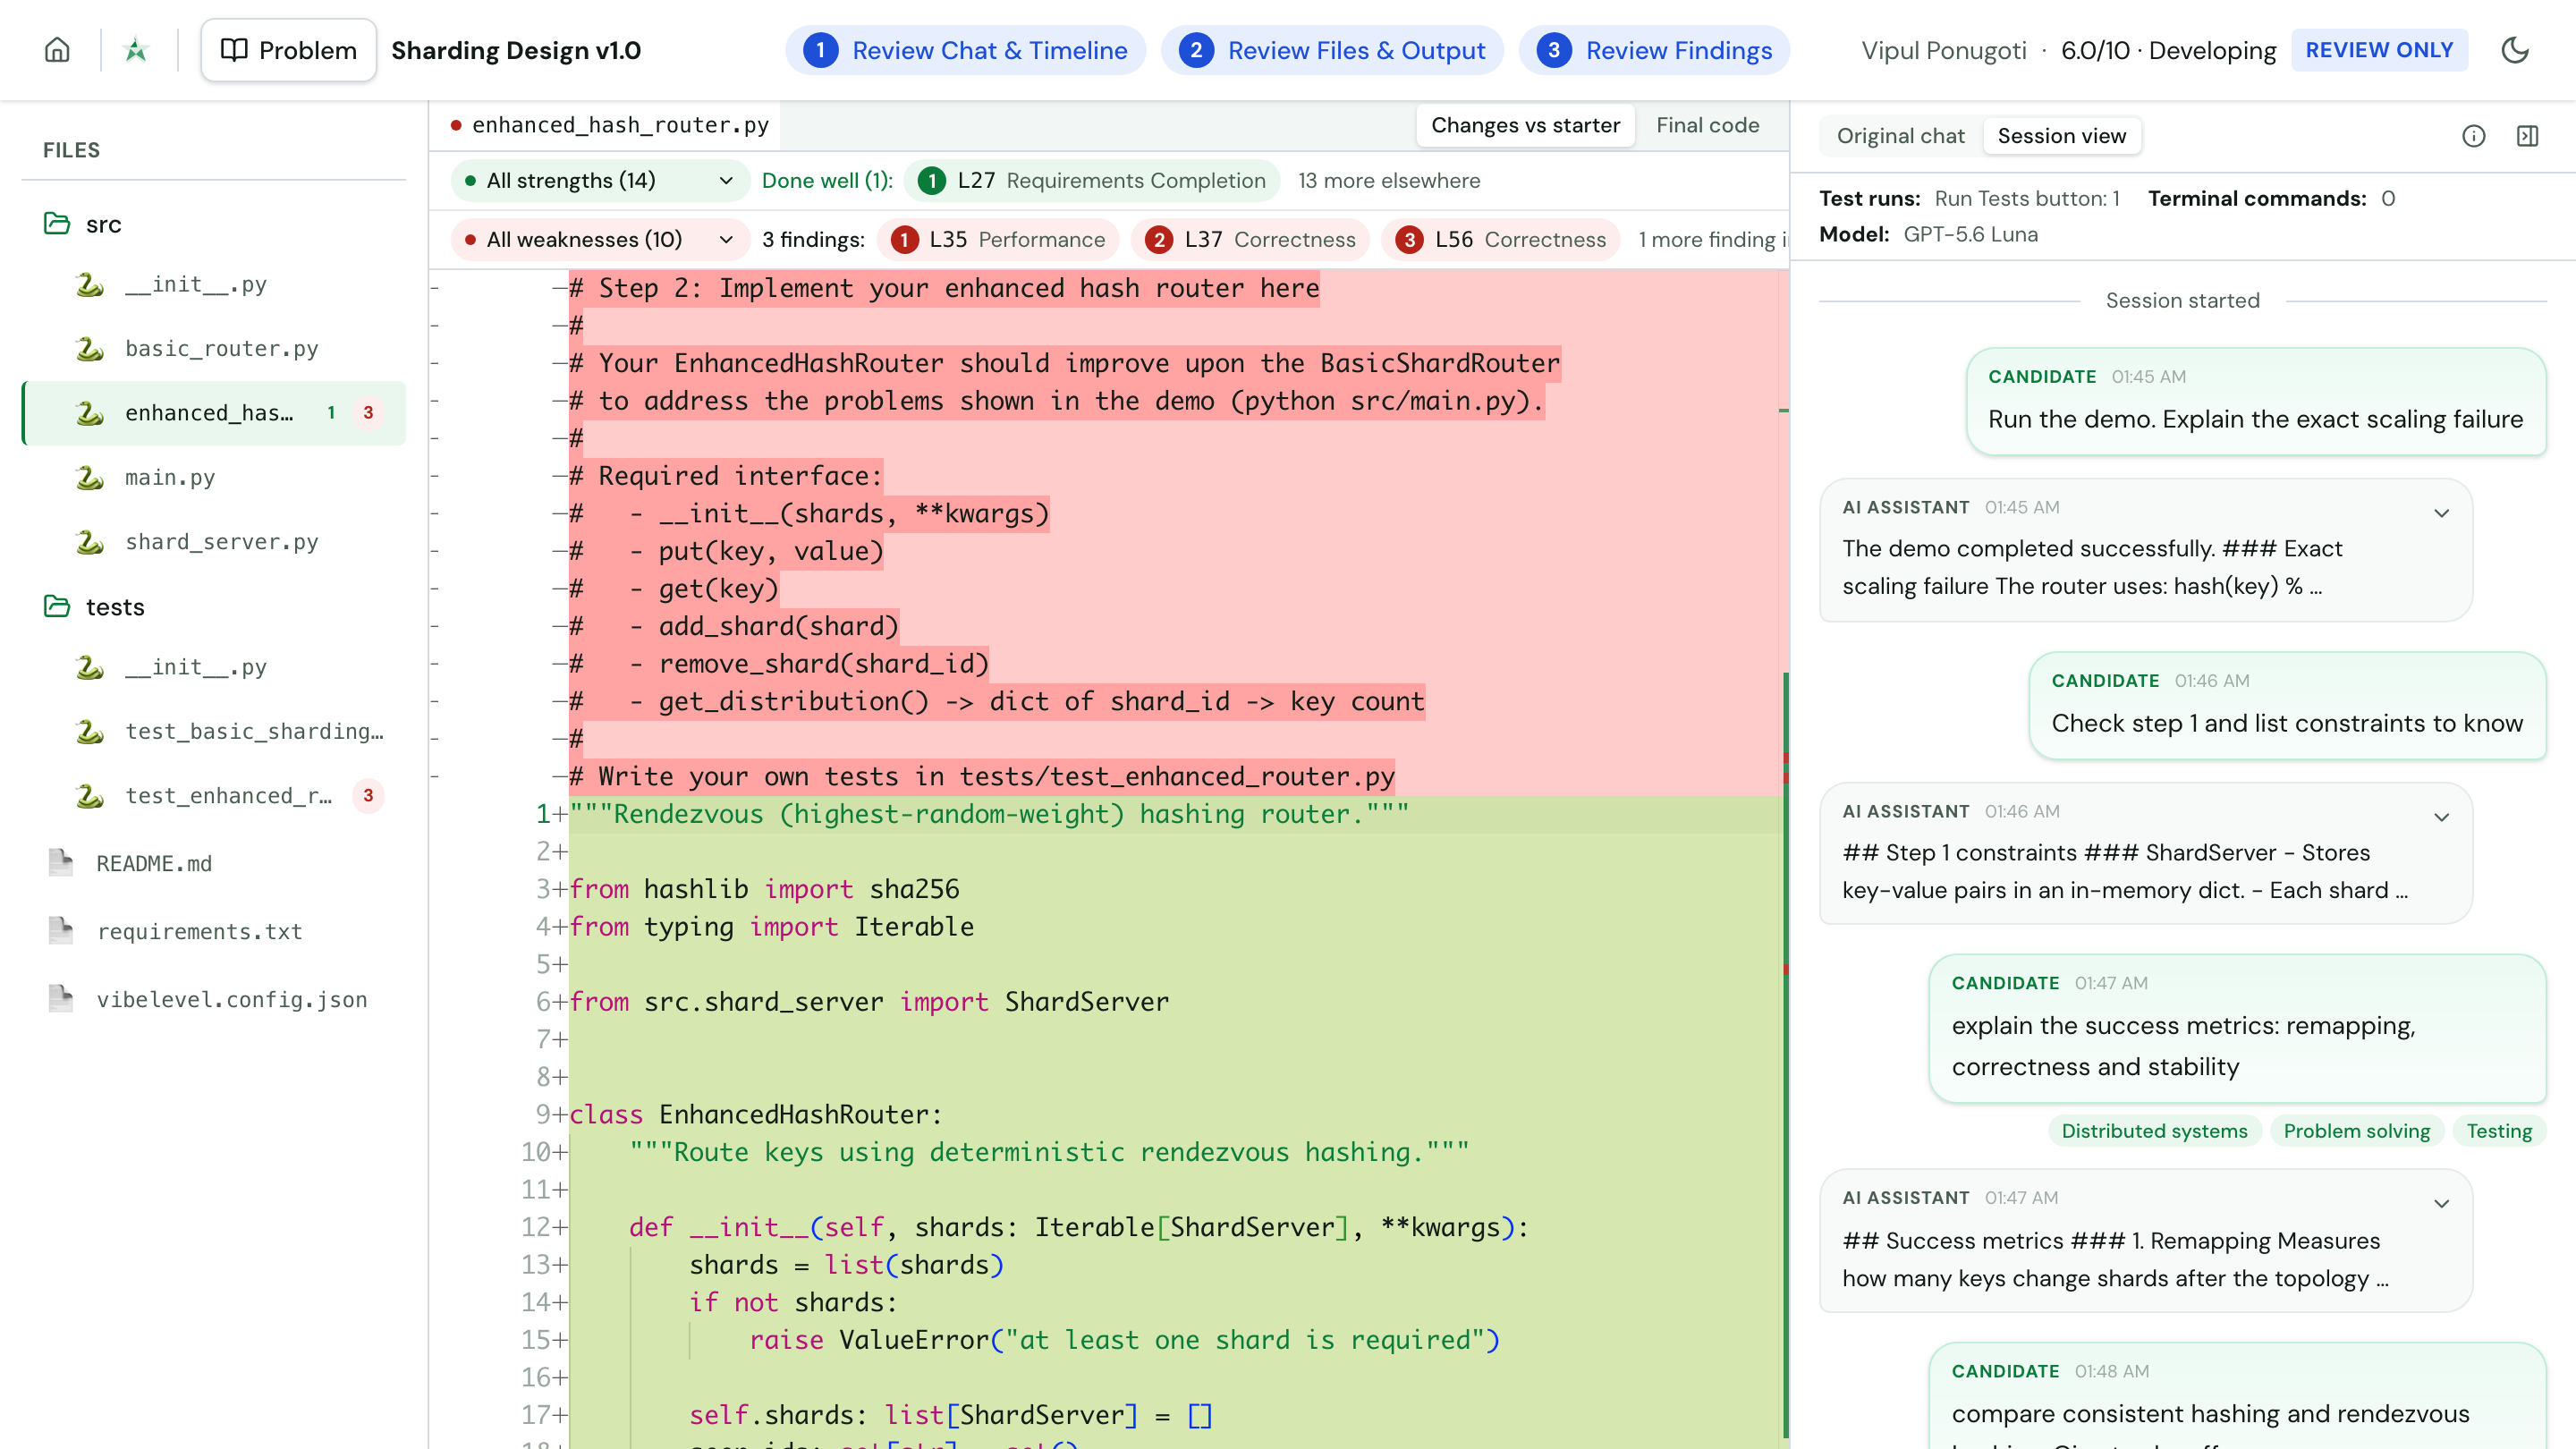 Problem
Sharding Design v1.0
1 Review Chat & Timeline
2 Review Files & Output
3 Review Findings
Vipul Ponugoti · 6.0/10 · Developing
REVIEW ONLY
FILES
src
__init__.py
basic_router.py
enhanced_has… 1 3
main.py
shard_server.py
tests
__init__.py
test_basic_sharding…
test_enhanced_r… 3
README.md
requirements.txt
vibelevel.config.json
enhanced_hash_router.py
Changes vs starter
Final code
All strengths (14)
Done well (1): 1 L27 Requirements Completion 13 more elsewhere
All weaknesses (10)
3 findings: 1 L35 Performance 2 L37 Correctness 3 L56 Correctness 1 more finding
- —# Step 2: Implement your enhanced hash router here
- —#
- —# Your EnhancedHashRouter should improve upon the BasicShardRouter
- —# to address the problems shown in the demo (python src/main.py).
- —#
- —# Required interface:
- —#   - __init__(shards, **kwargs)
- —#   - put(key, value)
- —#   - get(key)
- —#   - add_shard(shard)
- —#   - remove_shard(shard_id)
- —#   - get_distribution() -> dict of shard_id -> key count
- —#
- —# Write your own tests in tests/test_enhanced_router.py
1+"""Rendezvous (highest-random-weight) hashing router."""
2+
3+from hashlib import sha256
4+from typing import Iterable
5+
6+from src.shard_server import ShardServer
7+
8+
9+class EnhancedHashRouter:
10+    """Route keys using deterministic rendezvous hashing."""
11+
12+    def __init__(self, shards: Iterable[ShardServer], **kwargs):
13+        shards = list(shards)
14+        if not shards:
15+            raise ValueError("at least one shard is required")
16+
17+        self.shards: list[ShardServer] = []
Original chat
Session view
Test runs: Run Tests button: 1 Terminal commands: 0
Model: GPT-5.6 Luna
Session started
CANDIDATE 01:45 AM
Run the demo. Explain the exact scaling failure
AI ASSISTANT 01:45 AM
The demo completed successfully. ### Exact
scaling failure The router uses: hash(key) % …
CANDIDATE 01:46 AM
Check step 1 and list constraints to know
AI ASSISTANT 01:46 AM
## Step 1 constraints ### ShardServer - Stores
key-value pairs in an in-memory dict. - Each shard …
CANDIDATE 01:47 AM
explain the success metrics: remapping,
correctness and stability
Distributed systems
Problem solving
Testing
AI ASSISTANT 01:47 AM
## Success metrics ### 1. Remapping Measures
how many keys change shards after the topology …
CANDIDATE 01:48 AM
compare consistent hashing and rendezvous